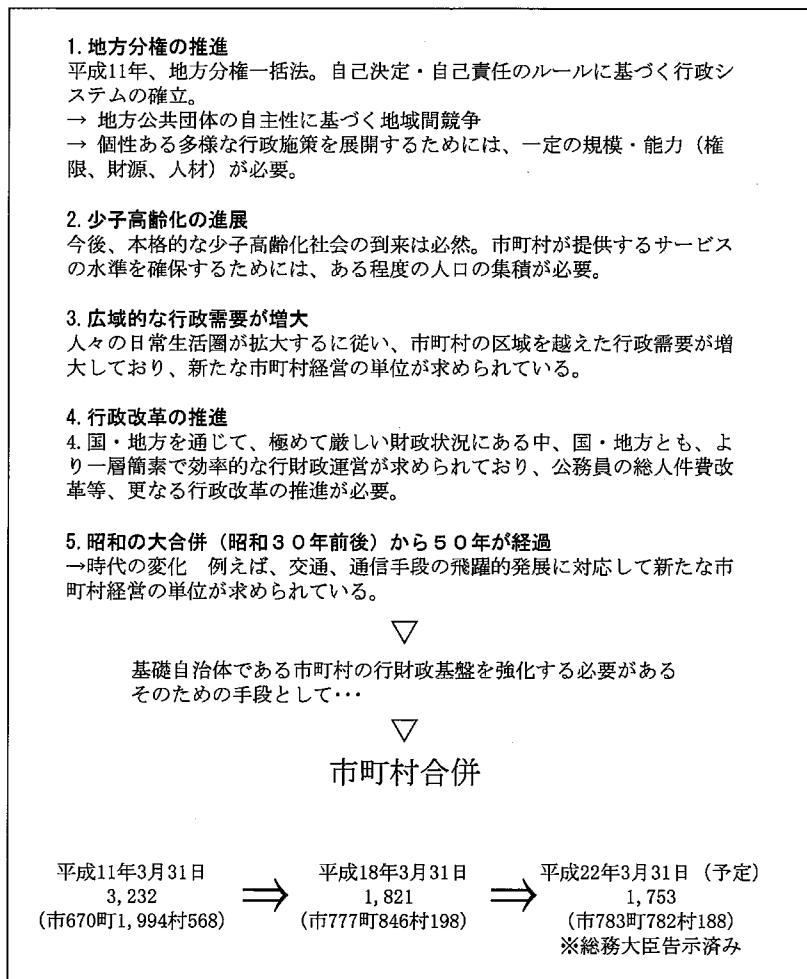 1. 地方分権の推進
平成11年、地方分権一括法。自己決定・自己責任のルールに基づく行政シ
ステムの確立。
→ 地方公共団体の自主性に基づく地域間競争
→ 個性ある多様な行政施策を展開するためには、一定の規模・能力（権
限、財源、人材）が必要。
2. 少子高齢化の進展
今後、本格的な少子高齢化社会の到来は必然。市町村が提供するサービス
の水準を確保するためには、ある程度の人口の集積が必要。
3. 広域的な行政需要が増大
人々の日常生活圏が拡大するに従い、市町村の区域を越えた行政需要が増
大しており、新たな市町村経営の単位が求められている。
4. 行政改革の推進
4. 国・地方を通じて、極めて厳しい財政状況にある中、国・地方とも、よ
り一層簡素で効率的な行財政運営が求められており、公務員の総人件費改
革等、更なる行政改革の推進が必要。
5. 昭和の大合併（昭和３０年前後）から５０年が経過
→時代の変化　例えば、交通、通信手段の飛躍的発展に対応して新たな市
町村経営の単位が求められている。
▽
基礎自治体である市町村の行財政基盤を強化する必要がある
そのための手段として･･･
▽
市町村合併
平成11年3月31日 ⇒ 平成18年3月31日 ⇒ 平成22年3月31日（予定）
3,232 1,821 1,753
(市670町1,994村568) (市777町846村198) (市783町782村188)
※総務大臣告示済み